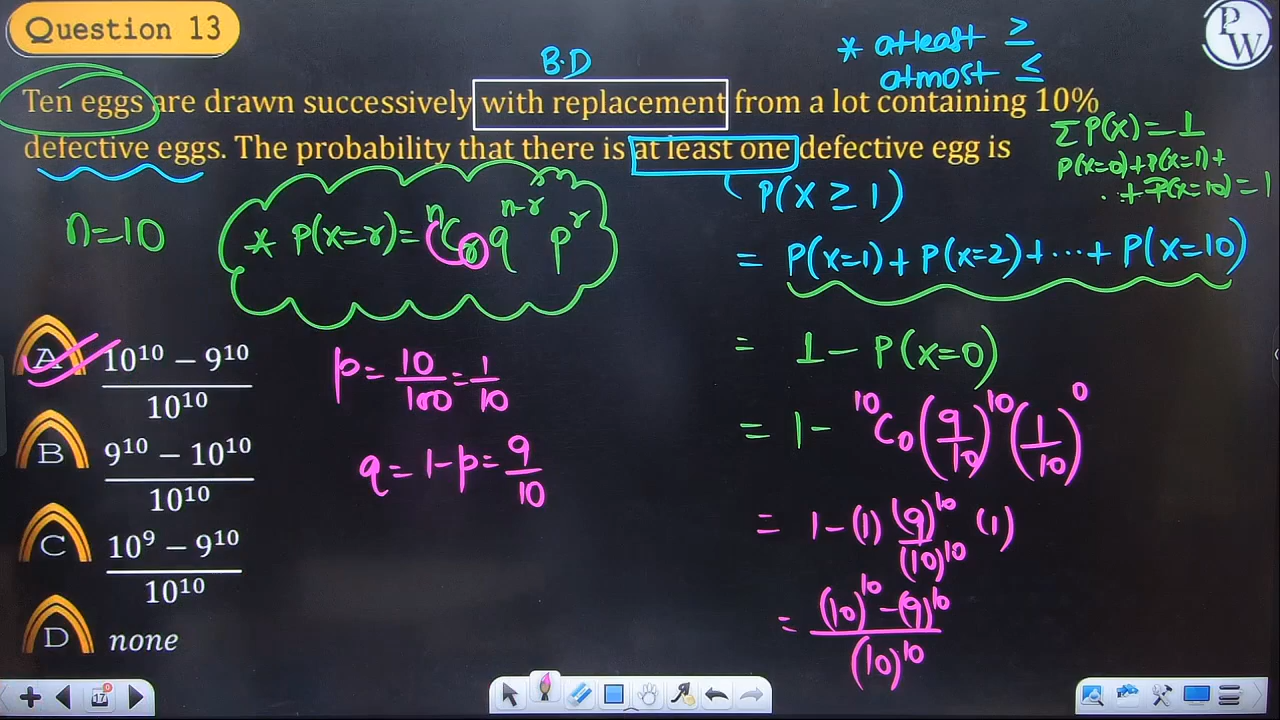 Question 13
P
W
* atleast ≥
atmost ≤
B.D
Ten eggs are drawn successively with replacement from a lot containing 10%
defective eggs. The probability that there is at least one defective egg is
Σ P(x) = 1
P(x=0) + P(x=1) +
.. + P(x=10) = 1
P(X ≥ 1)
n = 10
* P(x=r) = ⁿCᵣ qⁿ⁻ʳ pʳ
= P(x=1) + P(x=2) + ... + P(x=10)
= 1 - P(x=0)
A (10¹⁰ − 9¹⁰)/10¹⁰
p = 10/100 = 1/10
= 1 - ¹⁰C₀ (9/10)¹⁰ (1/10)⁰
B (9¹⁰ − 10¹⁰)/10¹⁰
q = 1 - p = 9/10
= 1 - (1) (9)¹⁰/(10)¹⁰ (1)
C (10⁹ − 9¹⁰)/10¹⁰
= ((10)¹⁰ - (9)¹⁰)/(10)¹⁰
D none
17